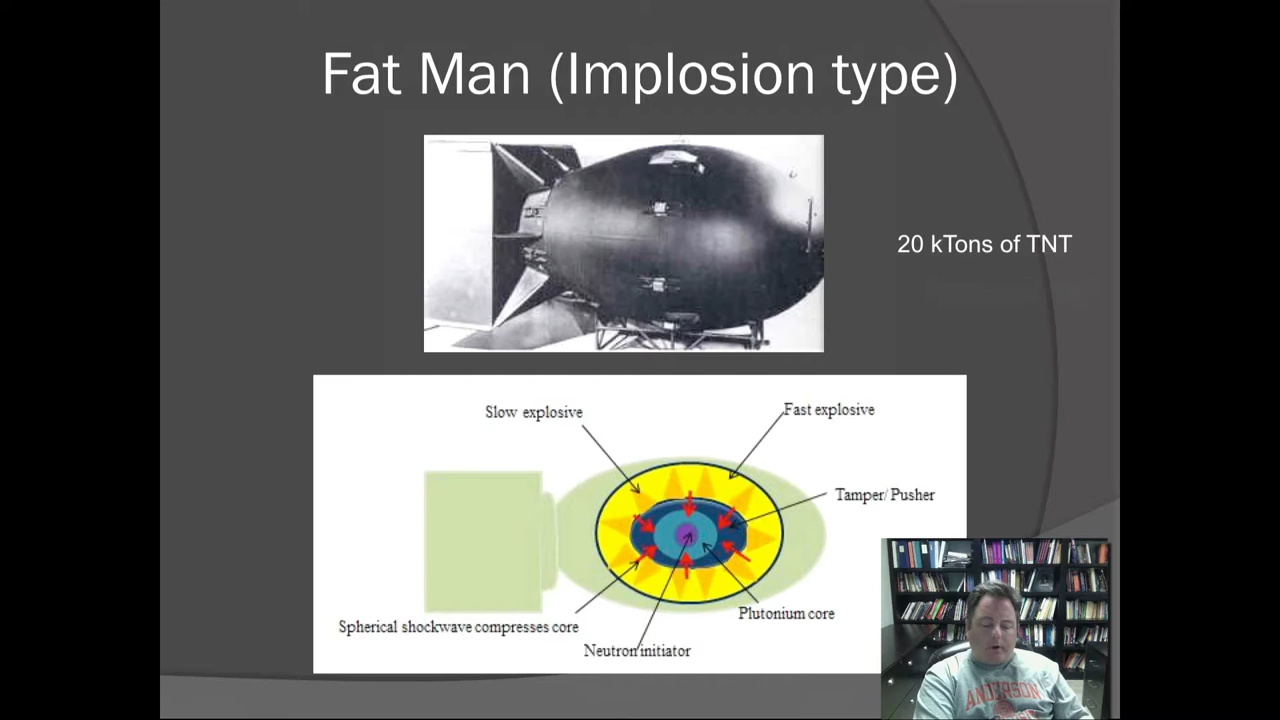 Fat Man (Implosion type)
20 kTons of TNT
Slow explosive
Fast explosive
Tamper/ Pusher
Plutonium core
Spherical shockwave compresses core
Neutron initiator
ANDERSON